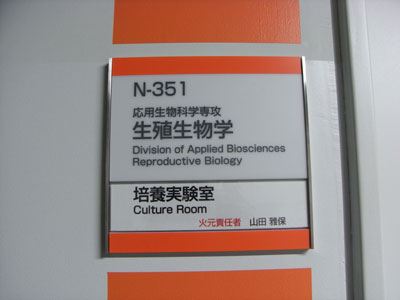 N-351
応用生物科学専攻
生殖生物学
Division of Applied Biosciences
Reproductive Biology
培養実験室
Culture Room
火元責任者 山田 雅保